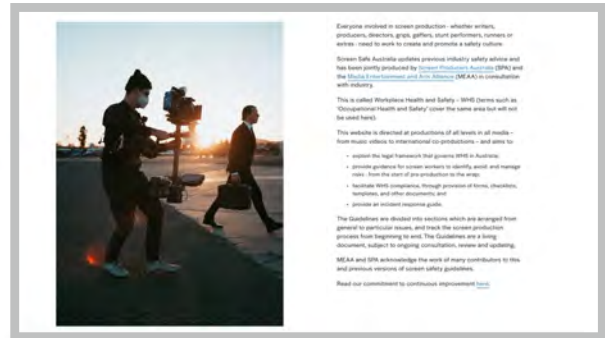 Everyone involved in screen production - whether writers,
producers, directors, grips, gaffers, stunt performers, runners or
extras - need to work to create and promote a safety culture.
Screen Safe Australia updates previous industry safety advice and
has been jointly produced by Screen Producers Australia (SPA) and
the Media Entertainment and Arts Alliance (MEAA) in consultation
with industry.
This is called Workplace Health and Safety – WHS (terms such as
'Occupational Health and Safety' cover the same area but will not
be used here).
This website is directed at productions of all levels in all media –
from music videos to international co-productions – and aims to:
• explain the legal framework that governs WHS in Australia;
• provide guidance for screen workers to identify, avoid and manage
risks - from the start of pre-production to the wrap;
• facilitate WHS compliance, through provision of forms, checklists,
templates, and other documents; and
• provide an incident response guide.
The Guidelines are divided into sections which are arranged from
general to particular issues, and track the screen production
process from beginning to end. The Guidelines are a living
document, subject to ongoing consultation, review and updating.
MEAA and SPA acknowledge the work of many contributors to this
and previous versions of screen safety guidelines.
Read our commitment to continuous improvement here.